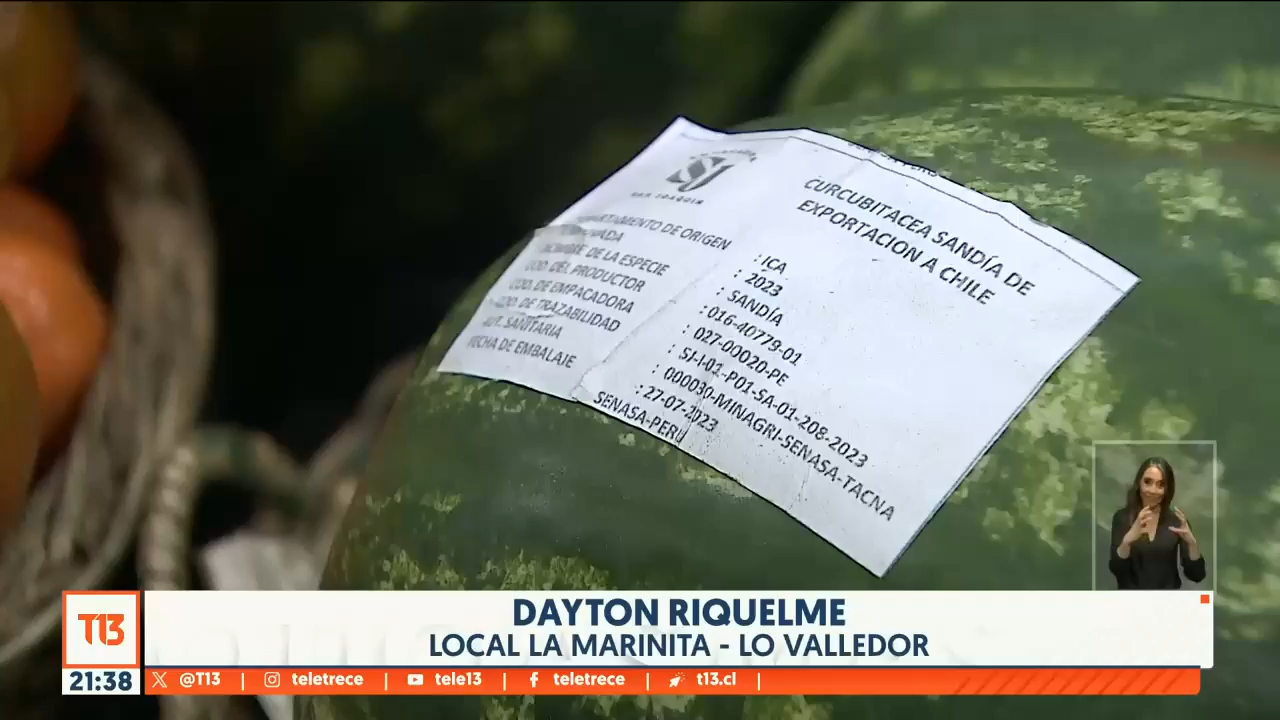 SJ
SAN JOAQUIN
CURCUBITACEA SANDÍA DE
EXPORTACION A CHILE
DE ORIGEN : ICA
: 2023
NOMBRE DE LA ESPECIE : SANDÍA
COD. DEL PRODUCTOR : 016-40779-01
COD. DE EMPACADORA : 027-00020-PE
COD. DE TRAZABILIDAD : SJ-I-01-P01-SA-01-208-2023
AUT. SANITARIA : 000030-MINAGRI-SENASA-TACNA
FECHA DE EMBALAJE : 27-07-2023
SENASA-PERU
DAYTON RIQUELME
LOCAL LA MARINITA - LO VALLEDOR
T13
21:38
@T13 | teletrece | tele13 | teletrece | t13.cl |